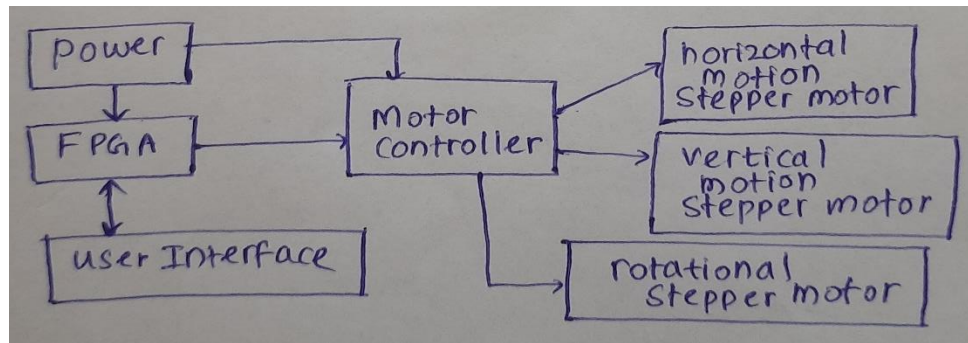 power
FPGA
user Interface
Motor
controller
horizontal
motion
stepper motor
vertical
motion
stepper motor
rotational
stepper motor